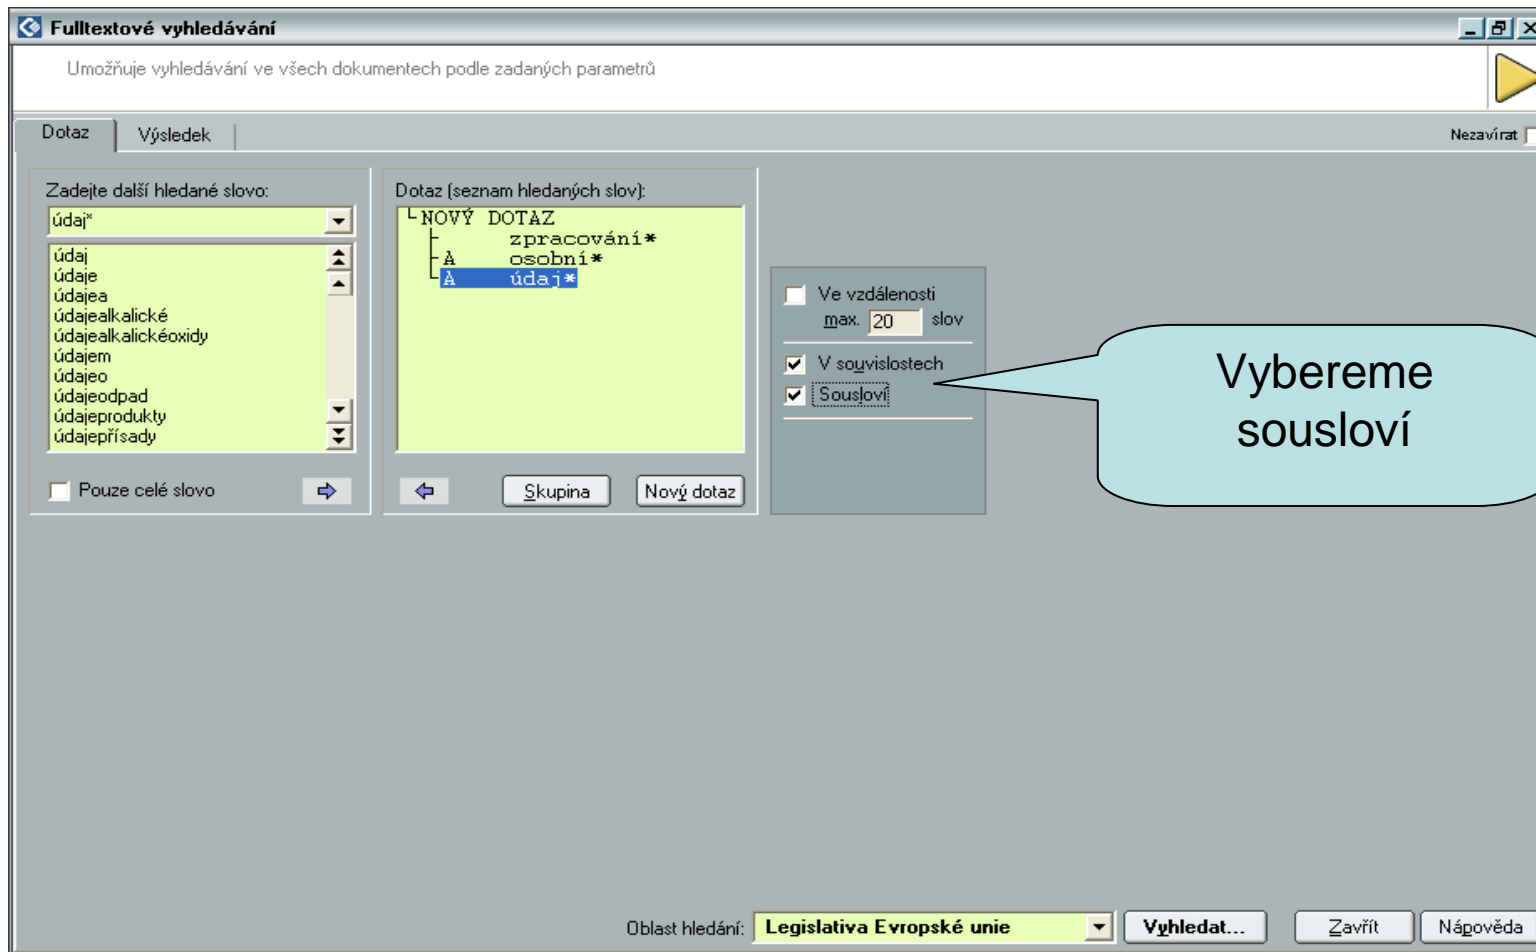 Fulltextové vyhledávání
Umožňuje vyhledávání ve všech dokumentech podle zadaných parametrů
Dotaz
Výsledek
Nezavírat
Zadejte další hledané slovo:
údaj*
údaj
údaje
údajea
údajealkalické
údajealkalickéoxidy
údajem
údajeo
údajeodpad
údajeprodukty
údajepřísady
Pouze celé slovo
Dotaz (seznam hledaných slov):
NOVÝ DOTAZ
zpracování*
A osobní*
A údaj*
Skupina
Nový dotaz
Ve vzdálenosti
max. 20 slov
V souvislostech
Sousloví
Vybereme
sousloví
Oblast hledání:
Legislativa Evropské unie
Vyhledat...
Zavřít
Nápověda